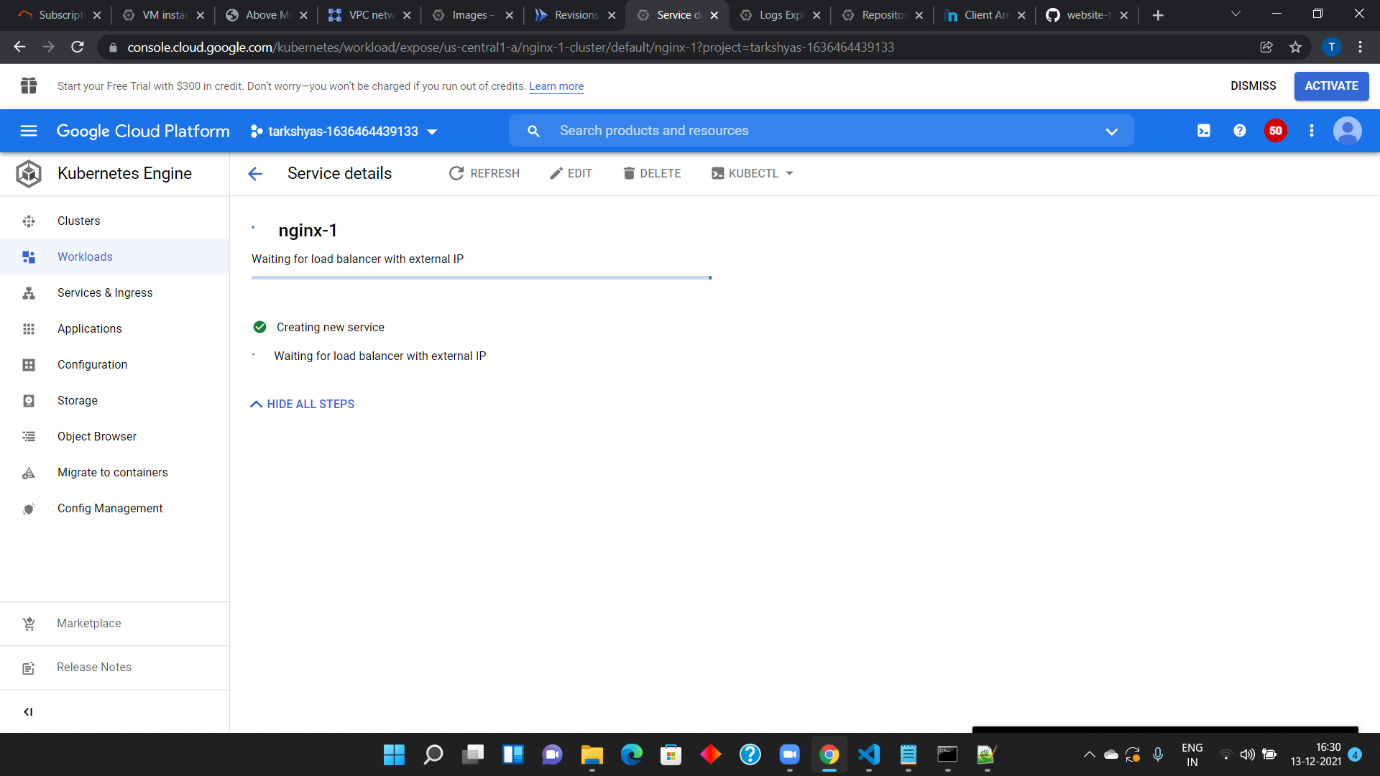 Subscript
VM instan
Above Me
VPC netw
Images –
Revisions
Service de
Logs Expl
Repositor
Client Are
website-t
console.cloud.google.com/kubernetes/workload/expose/us-central1-a/nginx-1-cluster/default/nginx-1?project=tarkshyas-1636464439133
T
Start your Free Trial with $300 in credit. Don't worry—you won't be charged if you run out of credits. Learn more
DISMISS
ACTIVATE
Google Cloud Platform
tarkshyas-1636464439133
Search products and resources
50
Kubernetes Engine
Service details
REFRESH
EDIT
DELETE
KUBECTL
Clusters
Workloads
Services & Ingress
Applications
Configuration
Storage
Object Browser
Migrate to containers
Config Management
Marketplace
Release Notes
nginx-1
Waiting for load balancer with external IP
Creating new service
Waiting for load balancer with external IP
HIDE ALL STEPS
ENG
IN
16:30
13-12-2021
4